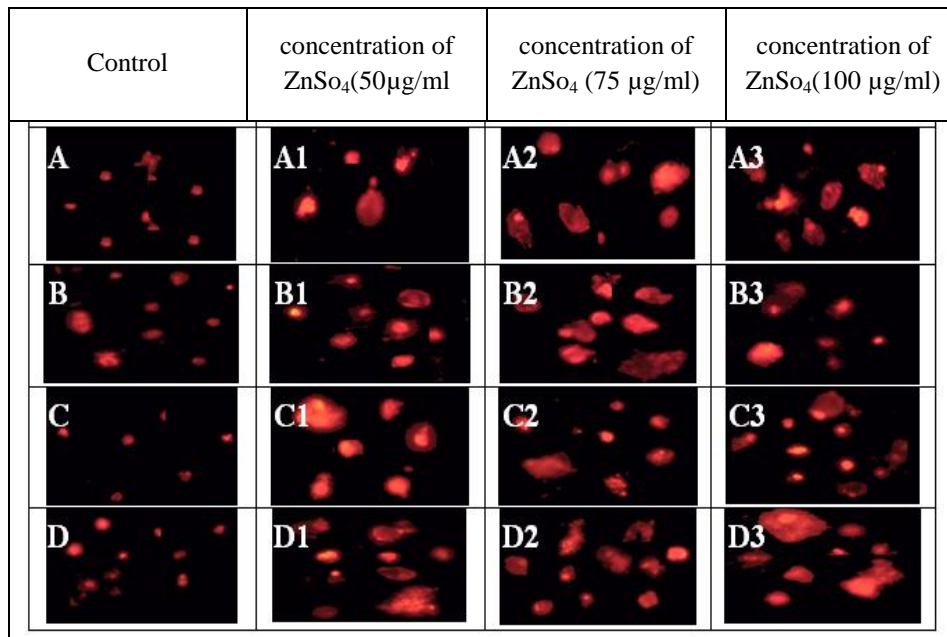 Control
concentration of
ZnSo₄(50µg/ml
concentration of
ZnSo₄ (75 µg/ml)
concentration of
ZnSo₄(100 µg/ml)
A
A1
A2
A3
B
B1
B2
B3
C
C1
C2
C3
D
D1
D2
D3